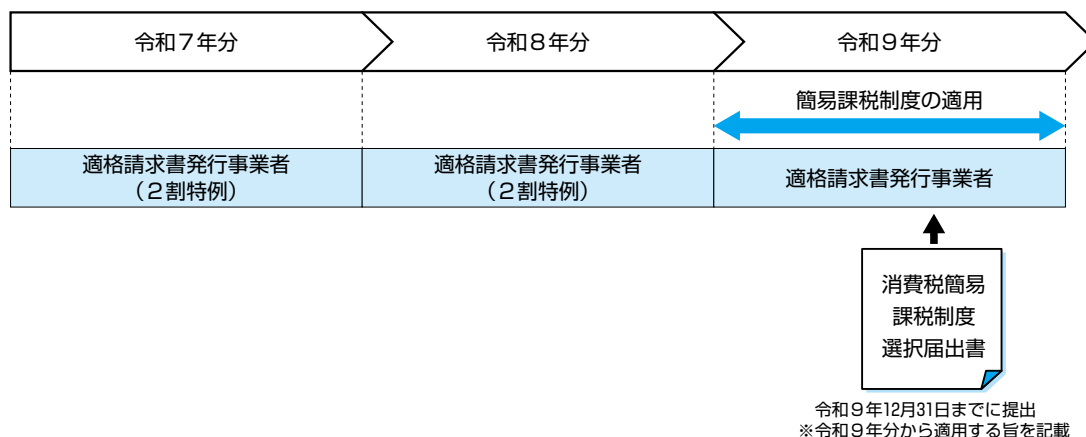 令和７年分
令和８年分
令和９年分
簡易課税制度の適用
適格請求書発行事業者
（２割特例）
適格請求書発行事業者
（２割特例）
適格請求書発行事業者
消費税簡易
課税制度
選択届出書
令和９年12月31日までに提出
※令和９年分から適用する旨を記載